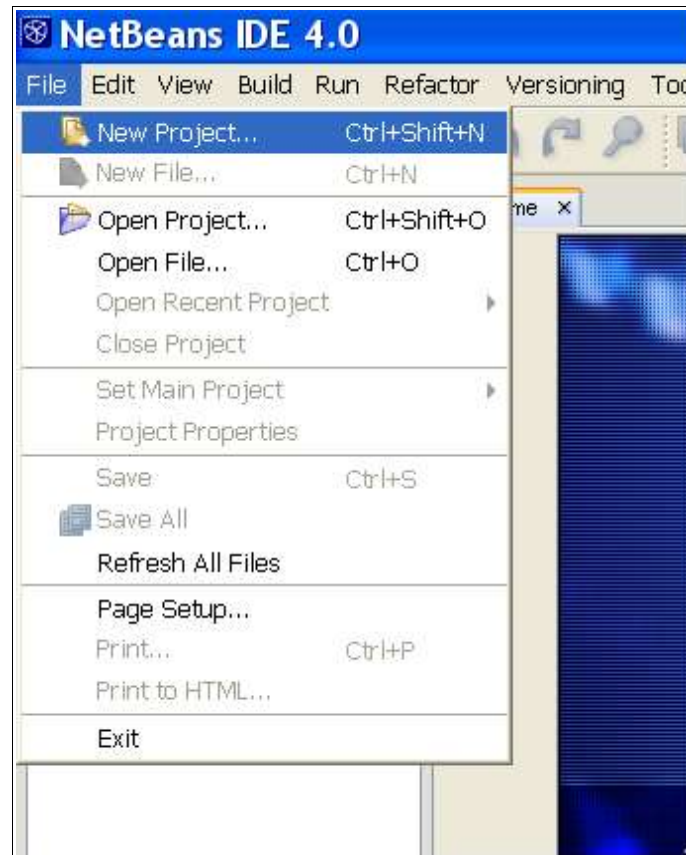 NetBeans IDE 4.0
File Edit View Build Run Refactor Versioning
New Project... Ctrl+Shift+N
New File... Ctrl+N
me ×
Open Project... Ctrl+Shift+O
Open File... Ctrl+O
Open Recent Project
Close Project
Set Main Project
Project Properties
Save Ctrl+S
Save All
Refresh All Files
Page Setup...
Print... Ctrl+P
Print to HTML...
Exit